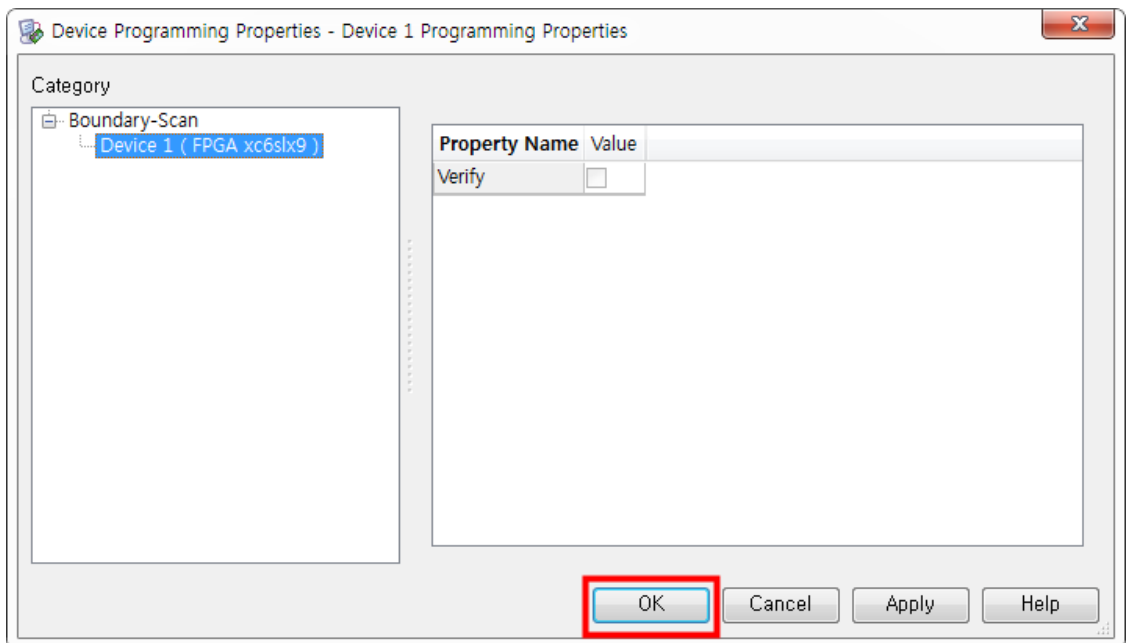 Device Programming Properties - Device 1 Programming Properties
Category
Boundary-Scan
Device 1 ( FPGA xc6slx9 )
Property Name Value
Verify
OK Cancel Apply Help